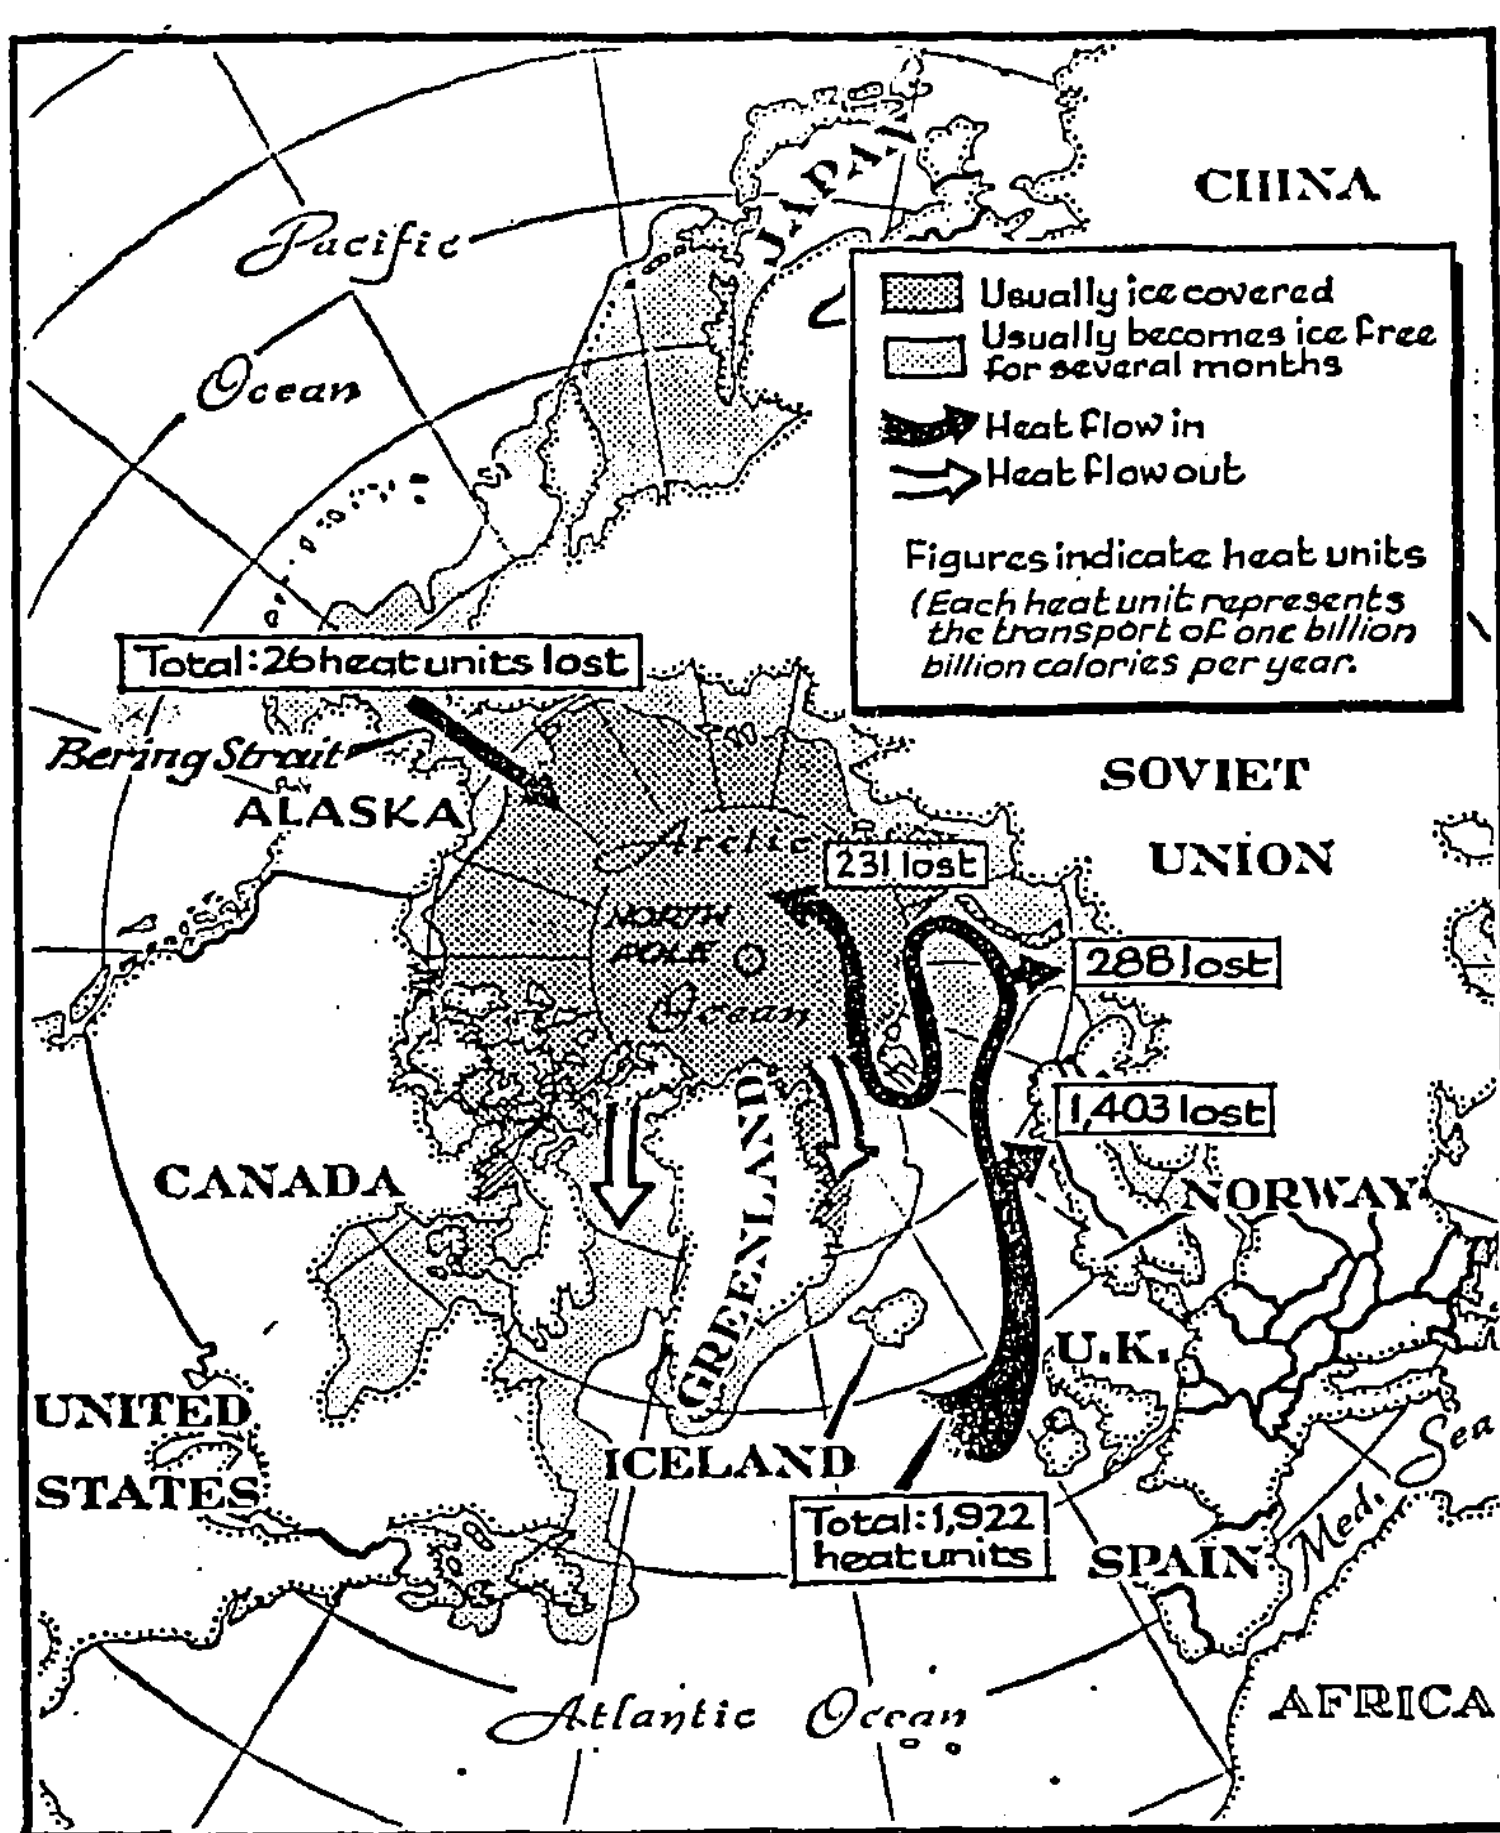 CHINA
JAPAN
Pacific
Ocean
Usually ice covered
Usually becomes ice free
for several months
Heat flow in
Heat flow out
Figures indicate heat units
(Each heat unit represents
the transport of one billion
billion calories per year.
Total: 26 heat units lost
Bering Strait
ALASKA
SOVIET
UNION
Arctic
231 lost
NORTH
POLE
Ocean
288 lost
1,403 lost
CANADA
GREENLAND
NORWAY
U.K.
UNITED
STATES
ICELAND
Total: 1,922
heat units
SPAIN
Med. Sea
Atlantic Ocean
AFRICA